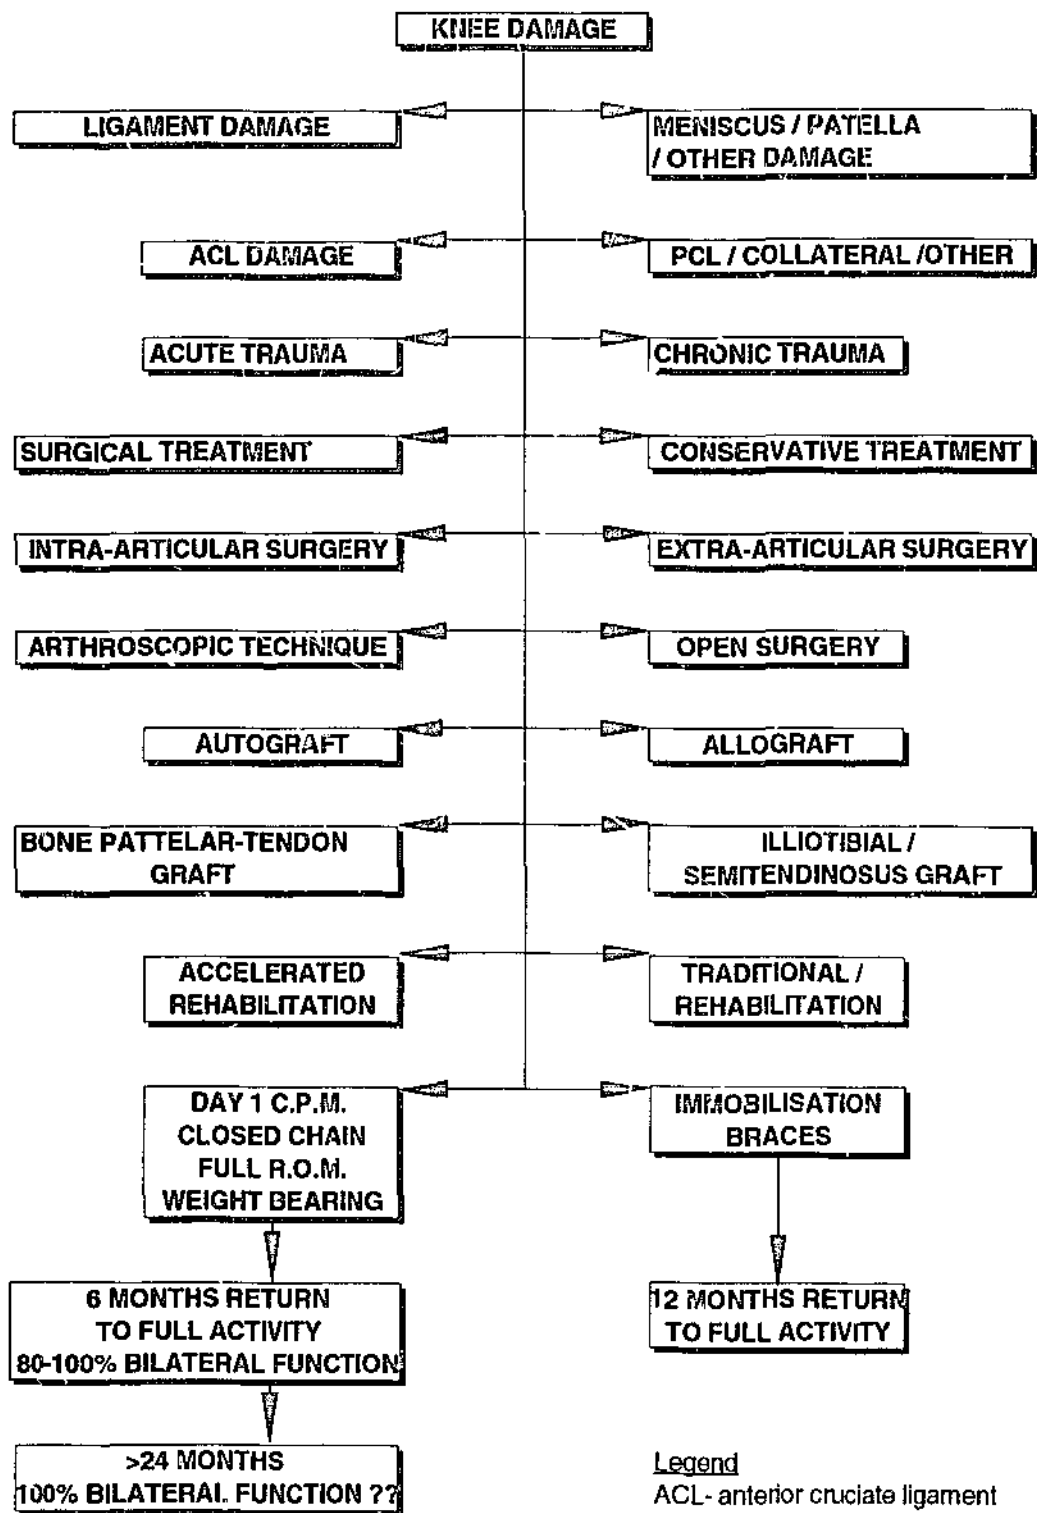 KNEE DAMAGE
LIGAMENT DAMAGE
MENISCUS / PATELLA
/ OTHER DAMAGE
ACL DAMAGE
PCL / COLLATERAL /OTHER
ACUTE TRAUMA
CHRONIC TRAUMA
SURGICAL TREATMENT
CONSERVATIVE TREATMENT
INTRA-ARTICULAR SURGERY
EXTRA-ARTICULAR SURGERY
ARTHROSCOPIC TECHNIQUE
OPEN SURGERY
AUTOGRAFT
ALLOGRAFT
BONE PATTELAR-TENDON
GRAFT
ILLIOTIBIAL /
SEMITENDINOSUS GRAFT
ACCELERATED
REHABILITATION
TRADITIONAL /
REHABILITATION
DAY 1 C.P.M.
CLOSED CHAIN
FULL R.O.M.
WEIGHT BEARING
IMMOBILISATION
BRACES
6 MONTHS RETURN
TO FULL ACTIVITY
80-100% BILATERAL FUNCTION
12 MONTHS RETURN
TO FULL ACTIVITY
>24 MONTHS
100% BILATERAL FUNCTION ??
Legend
ACL- anterior cruciate ligament